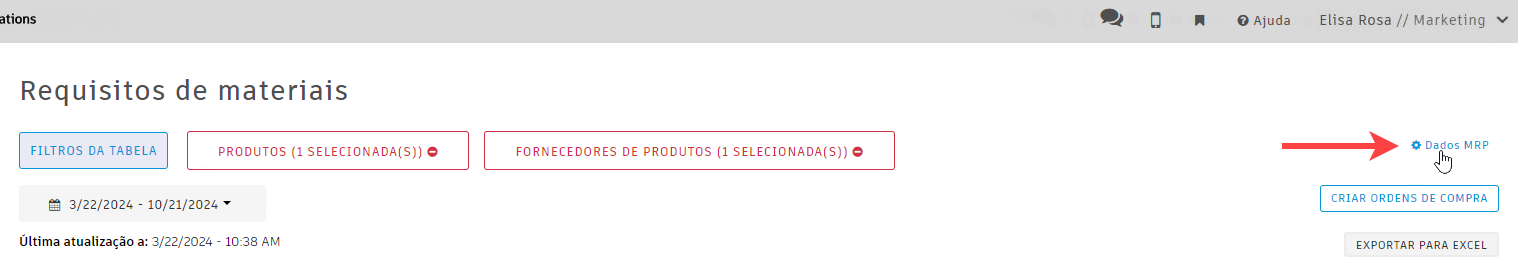 ations
Ajuda
Elisa Rosa // Marketing
Requisitos de materiais
FILTROS DA TABELA
PRODUTOS (1 SELECIONADA(S))
FORNECEDORES DE PRODUTOS (1 SELECIONADA(S))
Dados MRP
3/22/2024 - 10/21/2024
CRIAR ORDENS DE COMPRA
Última atualização a: 3/22/2024 - 10:38 AM
EXPORTAR PARA EXCEL